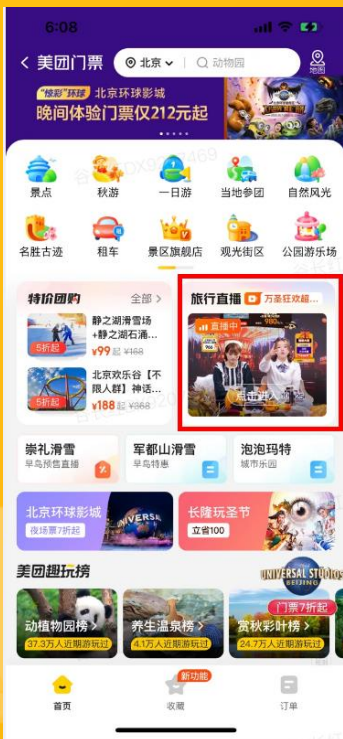 6:08
美团门票
北京
动物园
地图
"惊彩"环球 北京环球影城
晚间体验门票仅212元起
景点
秋游
一日游
当地参团
自然风光
名胜古迹
租车
景区旗舰店
观光街区
公园游乐场
特价团购
全部 >
静之湖滑雪场
+静之湖石涌...
5折起
¥99 起 ¥168
北京欢乐谷【不
限人群】神话...
5折起
¥188 起 ¥368
旅行直播
万圣狂欢超...
直播中
点击进入
崇礼滑雪
早鸟预售直播
军都山滑雪
早鸟特惠
泡泡玛特
城市乐园
北京环球影城
夜场票7折起
长隆玩圣节
立省100
美团趣玩榜
UNIVERSAL STUDIOS
BEIJING
门票7折起
动植物园榜 >
37.3万人近期游玩过
养生温泉榜 >
4.1万人近期游玩过
赏秋彩叶榜 >
24.7万人近期游玩过
首页
新功能
收藏
订单